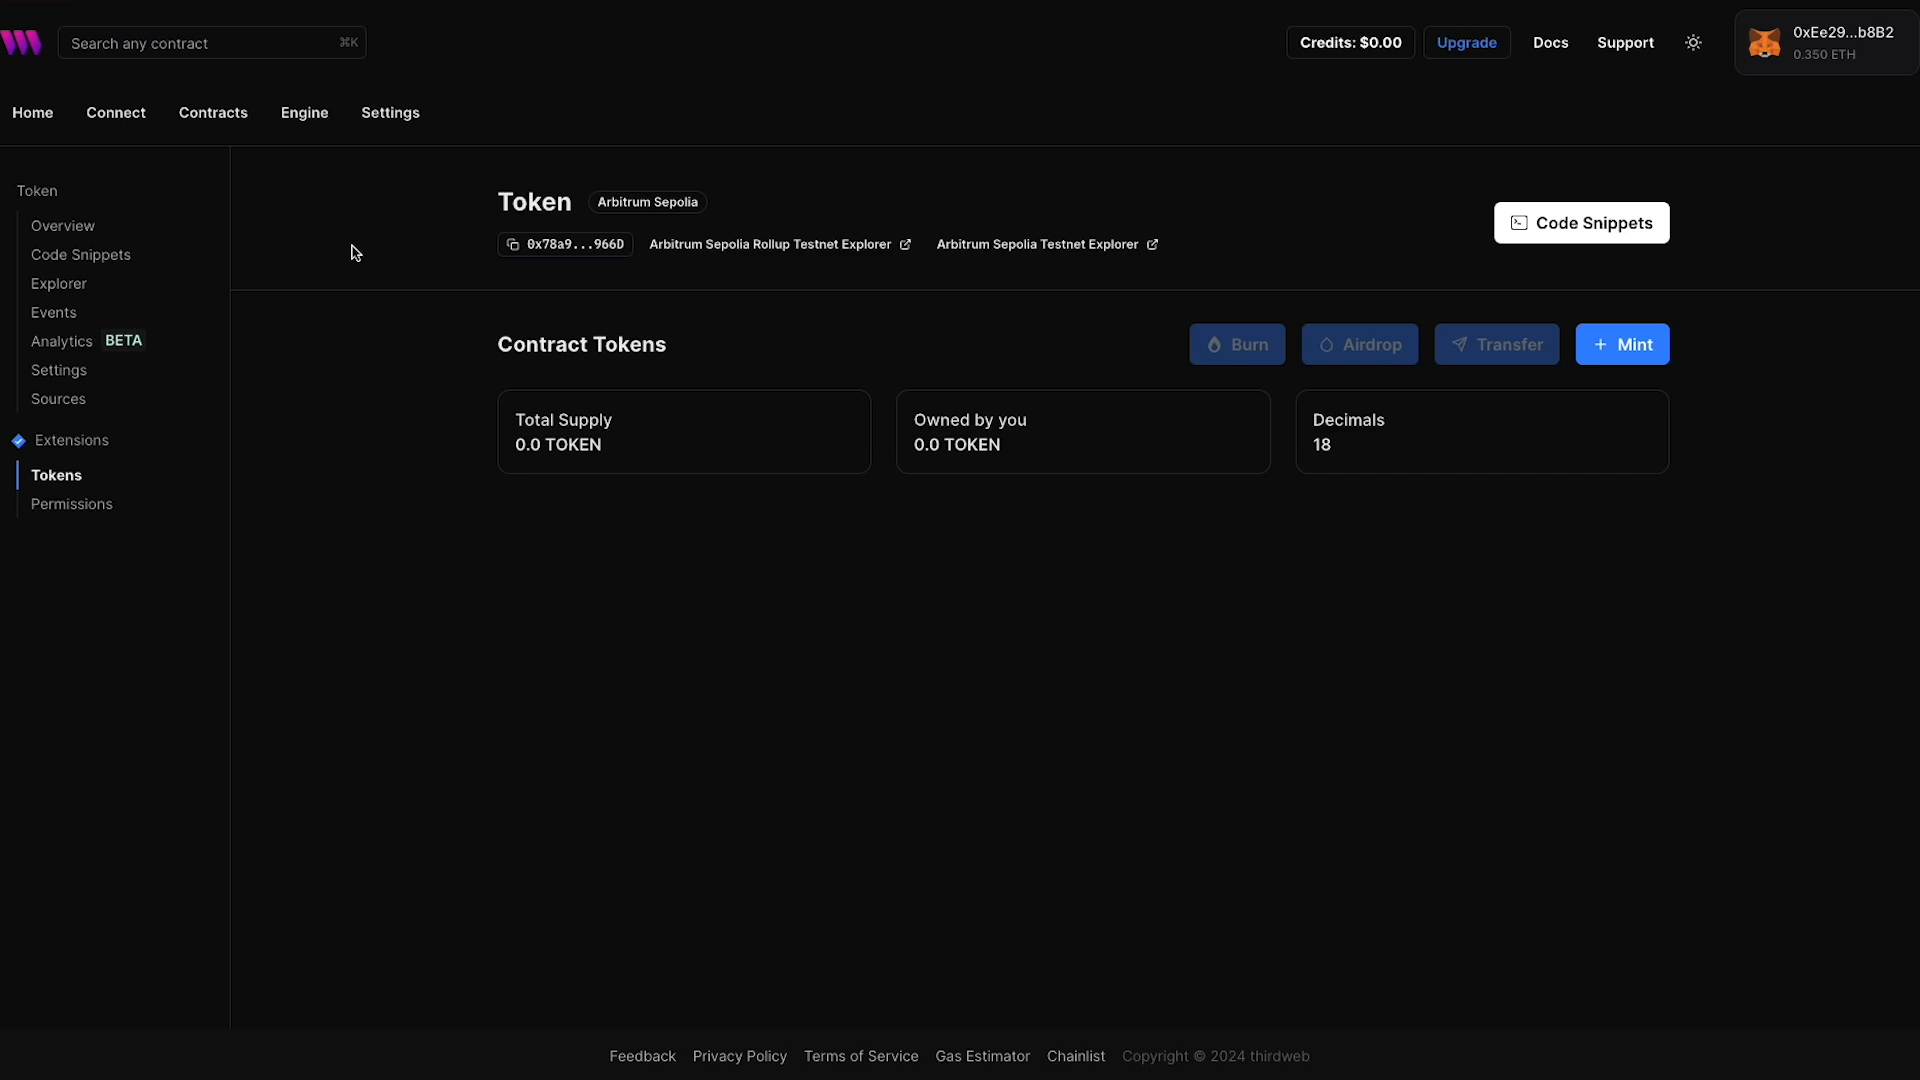 Search any contract ⌘K
Credits: $0.00
Upgrade
Docs
Support
0xEe29...b8B2
0.350 ETH
Home
Connect
Contracts
Engine
Settings
Token
Overview
Code Snippets
Explorer
Events
Analytics BETA
Settings
Sources
Extensions
Tokens
Permissions
Token Arbitrum Sepolia
0x78a9...966D Arbitrum Sepolia Rollup Testnet Explorer Arbitrum Sepolia Testnet Explorer
Code Snippets
Contract Tokens
Burn
Airdrop
Transfer
Mint
Total Supply
0.0 TOKEN
Owned by you
0.0 TOKEN
Decimals
18
Feedback Privacy Policy Terms of Service Gas Estimator Chainlist Copyright © 2024 thirdweb